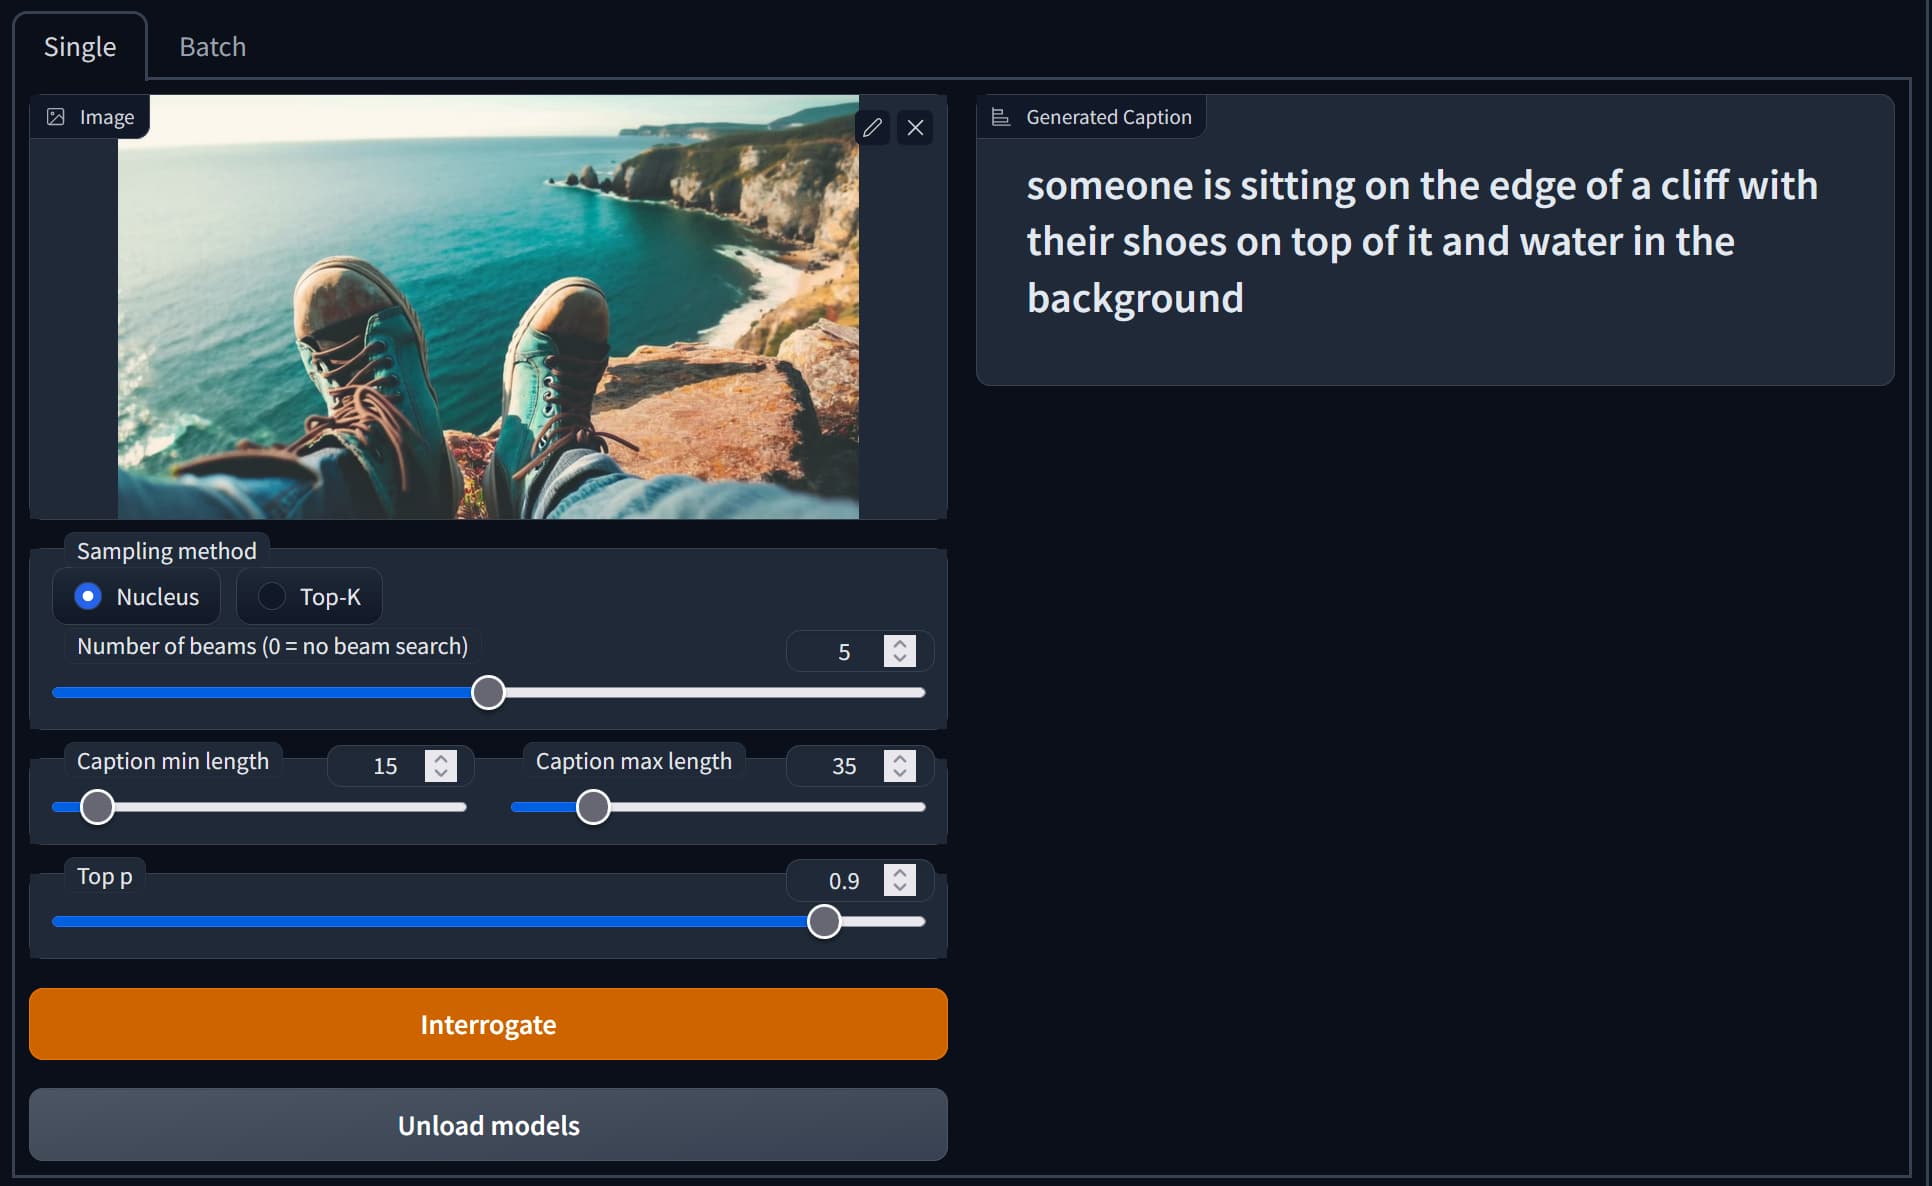 Single
Batch
Image
Generated Caption
someone is sitting on the edge of a cliff with
their shoes on top of it and water in the
background
Sampling method
Nucleus
Top-K
Number of beams (0 = no beam search)
5
Caption min length
15
Caption max length
35
Top p
0.9
Interrogate
Unload models